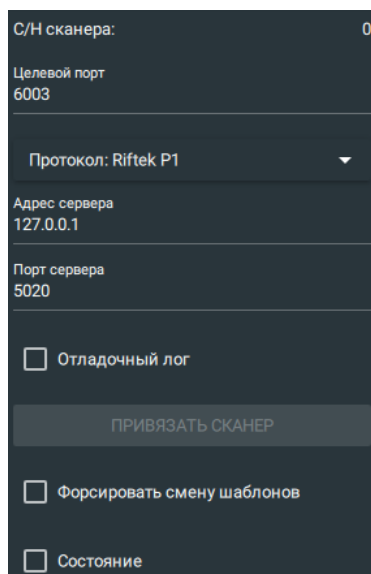 С/Н сканера: 0
Целевой порт
6003
Протокол: Riftek P1
Адрес сервера
127.0.0.1
Порт сервера
5020
Отладочный лог
ПРИВЯЗАТЬ СКАНЕР
Форсировать смену шаблонов
Состояние